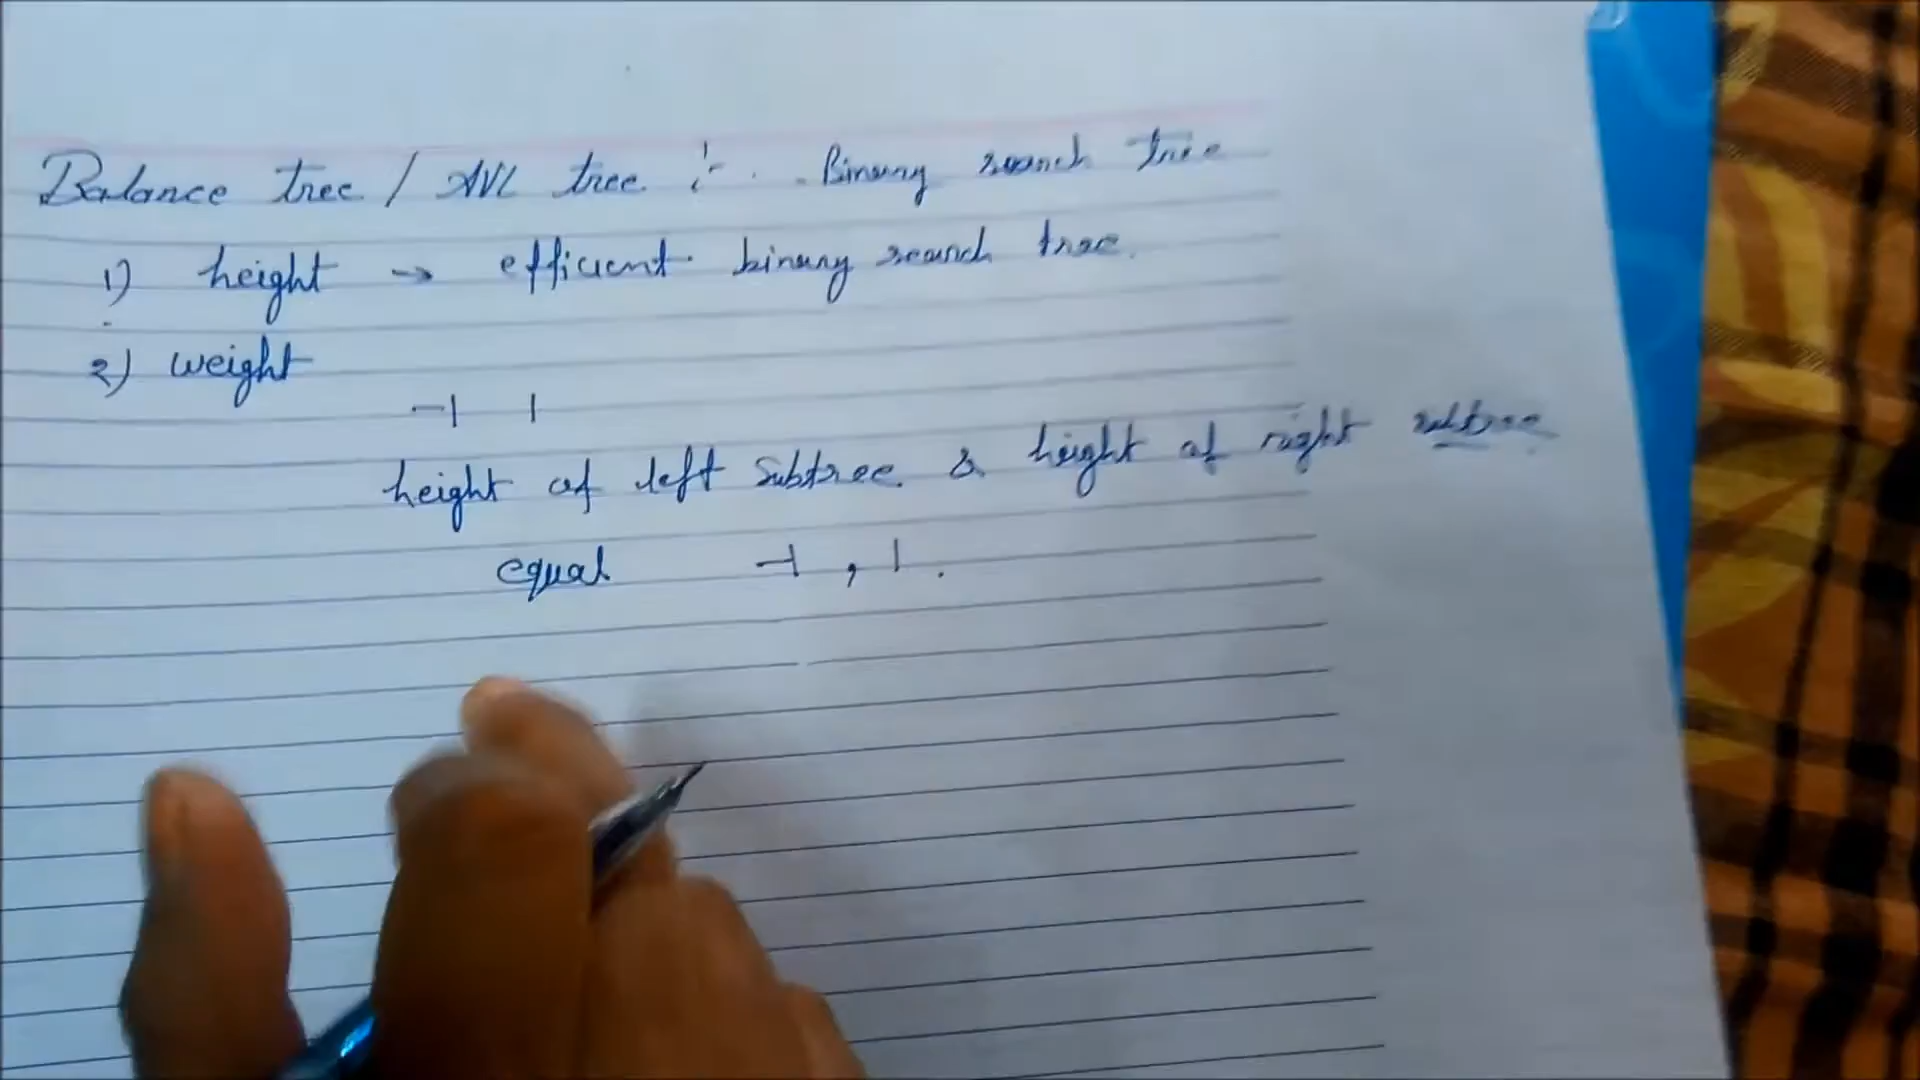 Balance tree / AVL tree :- Binary search tree
1) height → efficient binary search tree.
2) weight
-1 1
height of left subtree & height of right subtree
equal -1 , 1 .